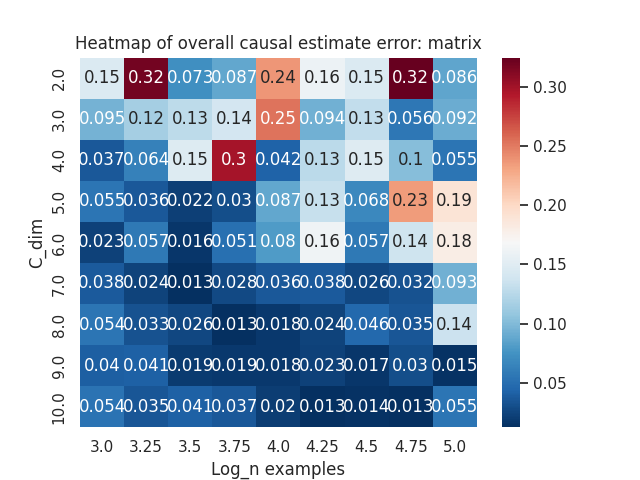 Heatmap of overall causal estimate error: matrix
2.0 0.15 0.32 0.073 0.087 0.24 0.16 0.15 0.32 0.086
3.0 0.095 0.12 0.13 0.14 0.25 0.094 0.13 0.056 0.092
4.0 0.037 0.064 0.15 0.3 0.042 0.13 0.15 0.1 0.055
5.0 0.055 0.036 0.022 0.03 0.087 0.13 0.068 0.23 0.19
6.0 0.023 0.057 0.016 0.051 0.08 0.16 0.057 0.14 0.18
7.0 0.038 0.024 0.013 0.028 0.036 0.038 0.026 0.032 0.093
8.0 0.054 0.033 0.026 0.013 0.018 0.024 0.046 0.035 0.14
9.0 0.04 0.041 0.019 0.019 0.018 0.023 0.017 0.03 0.015
10.0 0.054 0.035 0.041 0.037 0.02 0.013 0.014 0.013 0.055
C_dim
3.0 3.25 3.5 3.75 4.0 4.25 4.5 4.75 5.0
Log_n examples
0.30
0.25
0.20
0.15
0.10
0.05